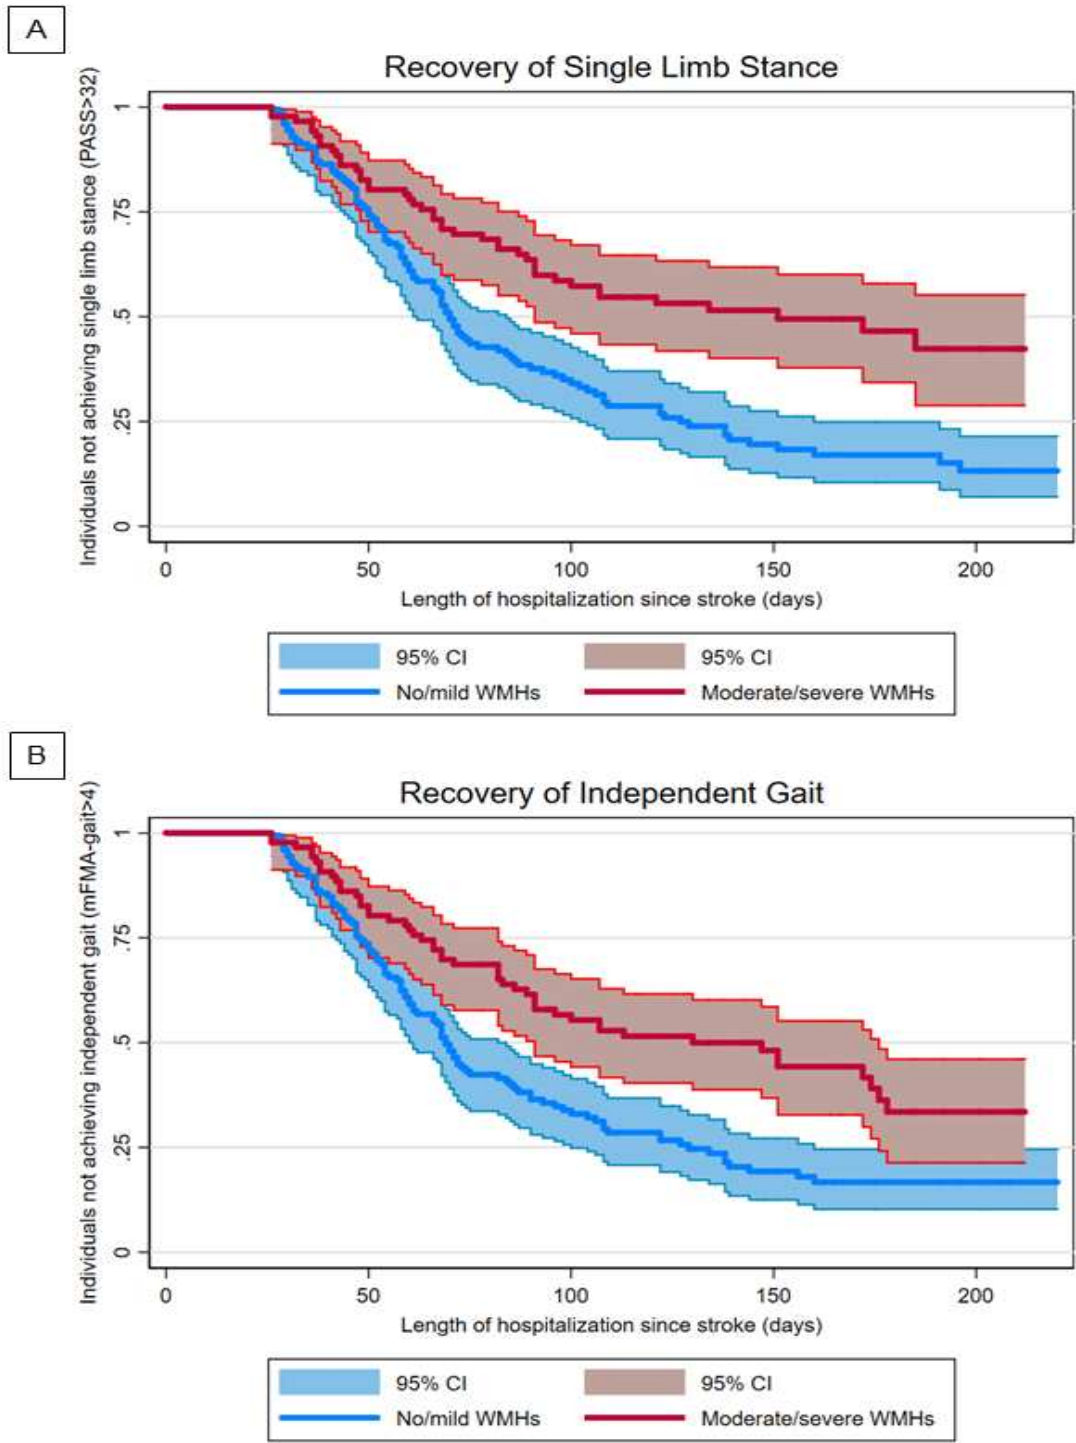 A
Recovery of Single Limb Stance
Individuals not achieving single limb stance (PASS>32)
1
.75
.5
.25
0
0 50 100 150 200
Length of hospitalization since stroke (days)
95% CI 95% CI
No/mild WMHs Moderate/severe WMHs
B
Recovery of Independent Gait
Individuals not achieving independent gait (mFMA-gait>4)
1
.75
.5
.25
0
0 50 100 150 200
Length of hospitalization since stroke (days)
95% CI 95% CI
No/mild WMHs Moderate/severe WMHs